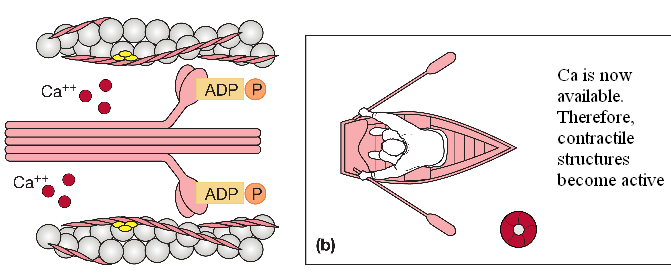 Ca++
ADP P
Ca++
ADP P
Ca is now
available.
Therefore,
contractile
structures
become active
(b)